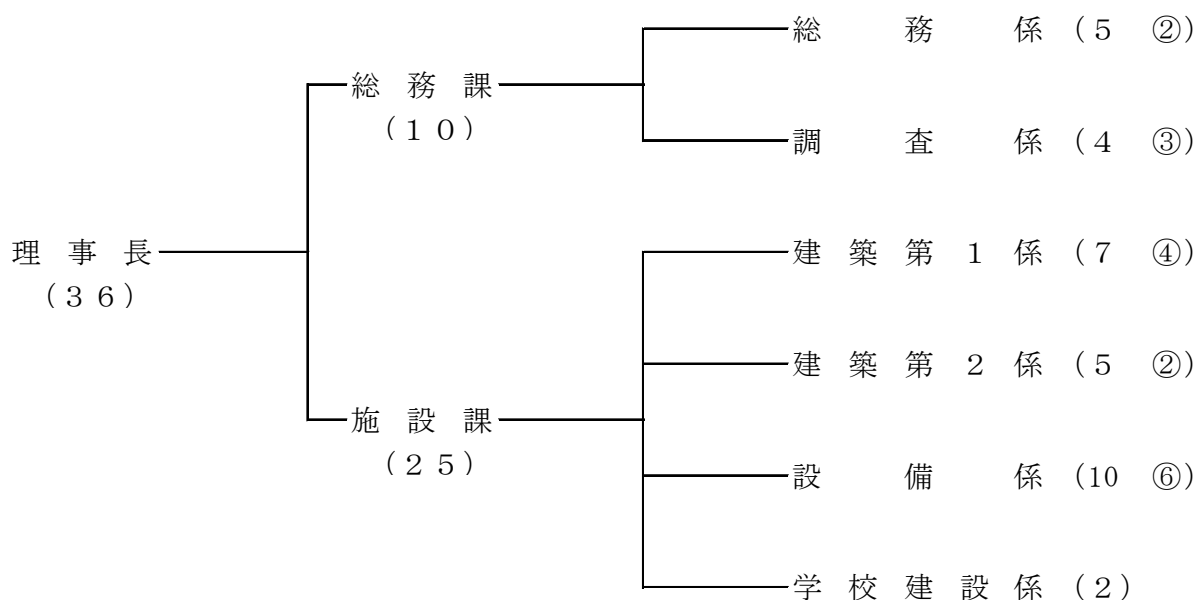 総務係（５　②）
総務課
（１０）
調査係（４　③）
理事長
（３６）
建築第１係（７　④）
建築第２係（５　②）
施設課
（２５）
設備係（10　⑥）
学校建設係（２）